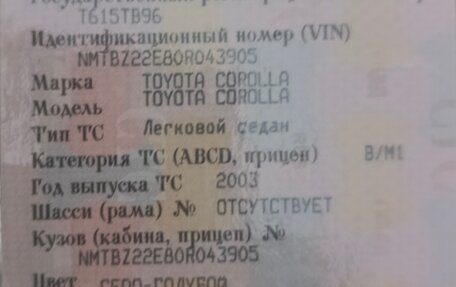 Т615ТВ96
Идентификационный номер (VIN)
NMTBZ22E80R043905
Марка TOYOTA COROLLA
Модель TOYOTA COROLLA
Тип ТС Легковой седан
Категория ТС (ABCD, прицеп) B/M1
Год выпуска ТС 2003
Шасси (рама) № ОТСУТСТВУЕТ
Кузов (кабина, прицеп) №
NMTBZ22E80R043905
Цвет СЕРО-ГОЛУБОЙ